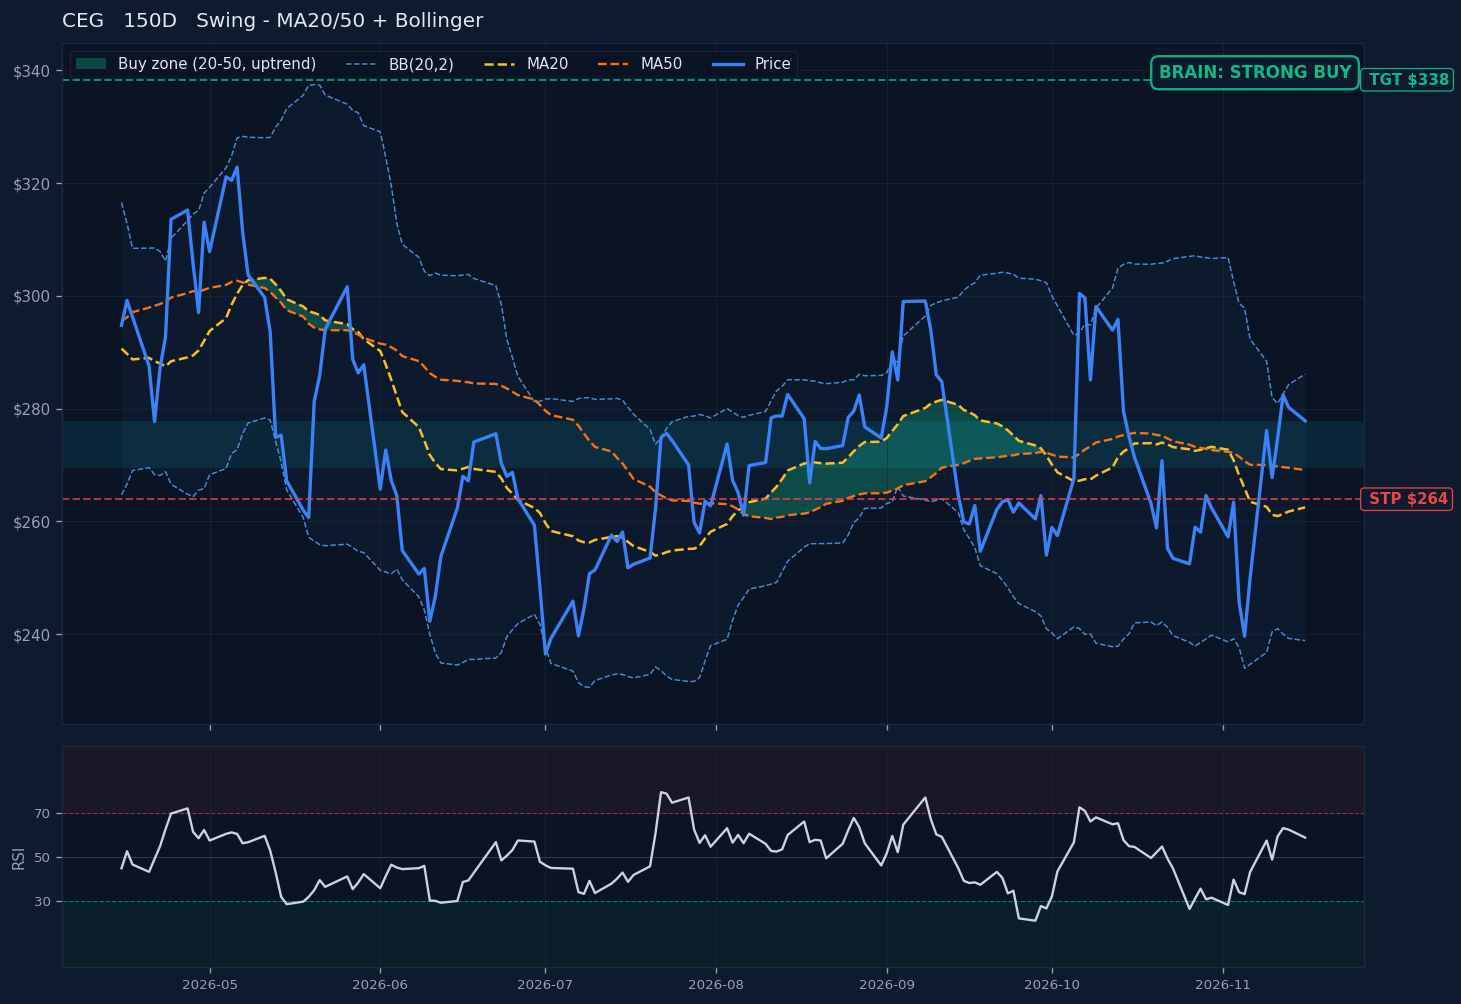 CEG   150D   Swing - MA20/50 + Bollinger
Buy zone (20-50, uptrend)   BB(20,2)   MA20   MA50   Price
BRAIN: STRONG BUY
TGT $338
$340
$320
$300
$280
$260
$240
STP $264
RSI
70
50
30
2026-05   2026-06   2026-07   2026-08   2026-09   2026-10   2026-11